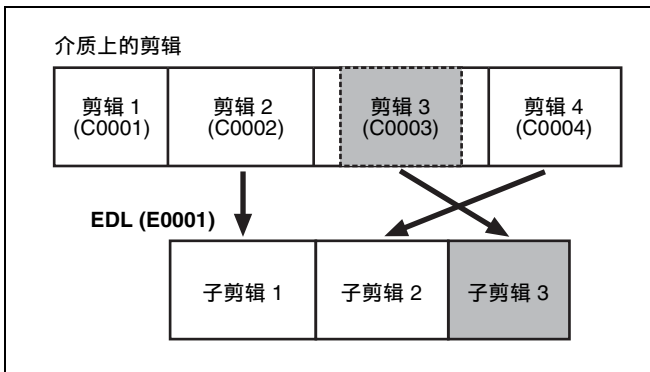 介质上的剪辑
剪辑 1
(C0001)
剪辑 2
(C0002)
剪辑 3
(C0003)
剪辑 4
(C0004)
EDL (E0001)
子剪辑 1
子剪辑 2
子剪辑 3